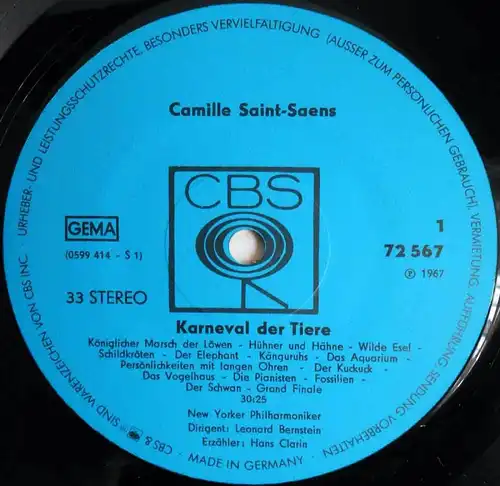 URHEBER- UND LEISTUNGSSCHUTZRECHTE, BESONDERS VERVIELFÄLTIGUNG (AUSSER ZUM PERSÖNLICHEN GEBRAUCH), VERMIETUNG, AUFFÜHRUNG, SENDUNG VORBEHALTEN
Camille Saint-Saens
CBS
GEMA
(0599 414 - S 1)
33 STEREO
1
72 567
Ⓟ 1967
Karneval der Tiere
Königlicher Marsch der Löwen - Hühner und Hähne - Wilde Esel -
Schildkröten - Der Elephant - Känguruhs - Das Aquarium -
Persönlichkeiten mit langen Ohren - Der Kuckuck -
Das Vogelhaus - Die Pianisten - Fossilien -
Der Schwan - Grand Finale
30:25
New Yorker Philharmoniker
Dirigent: Leonard Bernstein
Erzähler: Hans Clarin
CBS & SIND WARENZEICHEN VON CBS INC.
• MADE IN GERMANY •